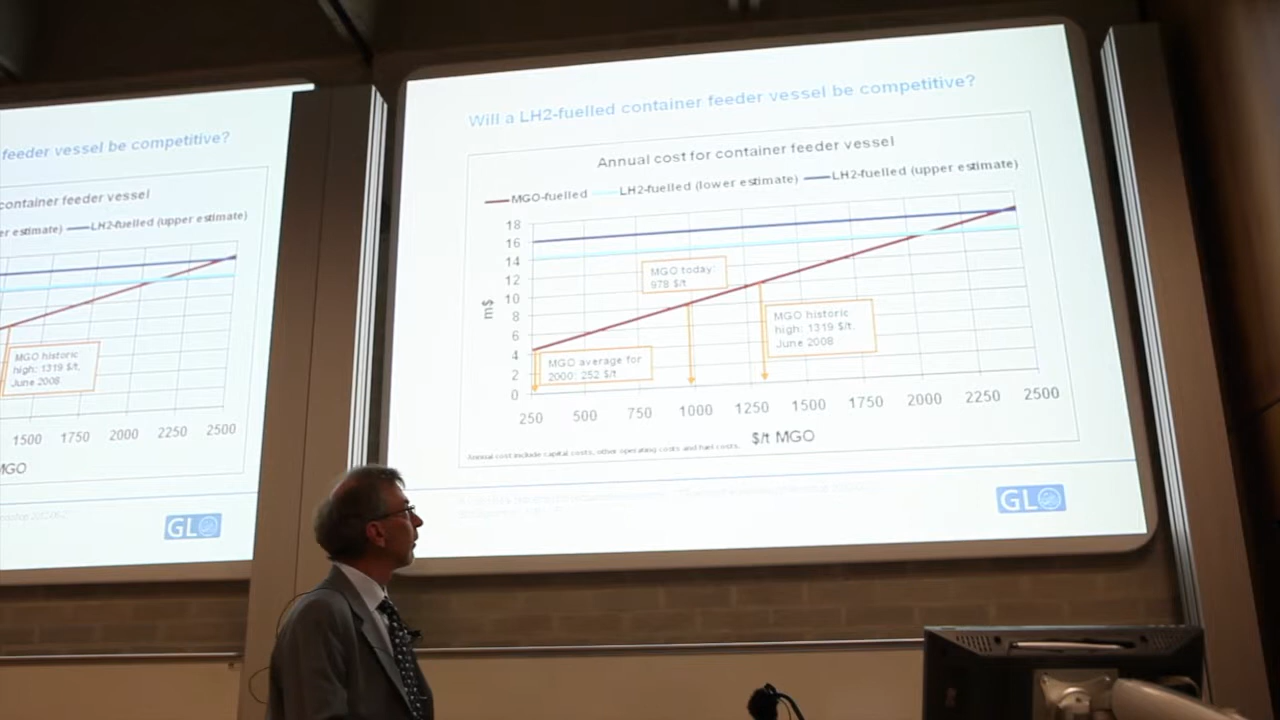 feeder vessel be competitive?
container feeder vessel
er estimate) LH2-fuelled (upper estimate)
MGO historic
high: 1319 $/t,
June 2008
1500 1750 2000 2250 2500
MGO
GL
Will a LH2-fuelled container feeder vessel be competitive?
Annual cost for container feeder vessel
MGO-fuelled LH2-fuelled (lower estimate) LH2-fuelled (upper estimate)
18
16
14
12
10
8
6
4
2
0
m$
MGO today:
978 $/t
MGO historic
high: 1319 $/t,
June 2008
MGO average for
2000: 252 $/t
250 500 750 1000 1250 1500 1750 2000 2250 2500
$/t MGO
Annual cost include capital costs, other operating costs and fuel costs.
GL